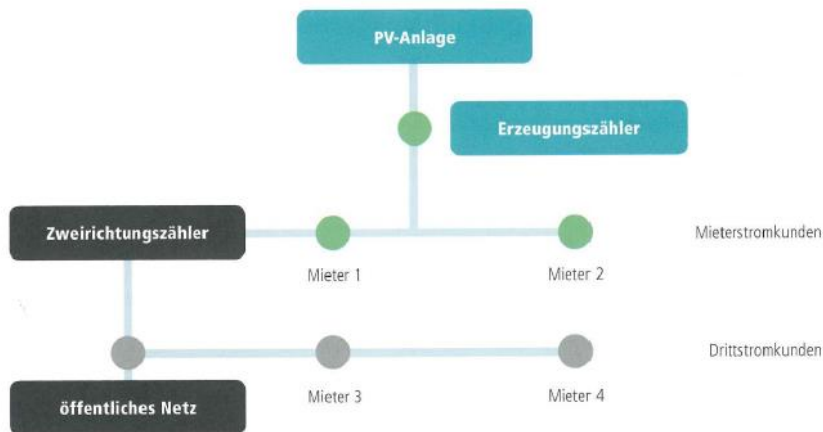 PV-Anlage
Erzeugungszähler
Zweirichtungszähler
Mieterstromkunden
Mieter 1
Mieter 2
Drittstromkunden
Mieter 3
Mieter 4
öffentliches Netz